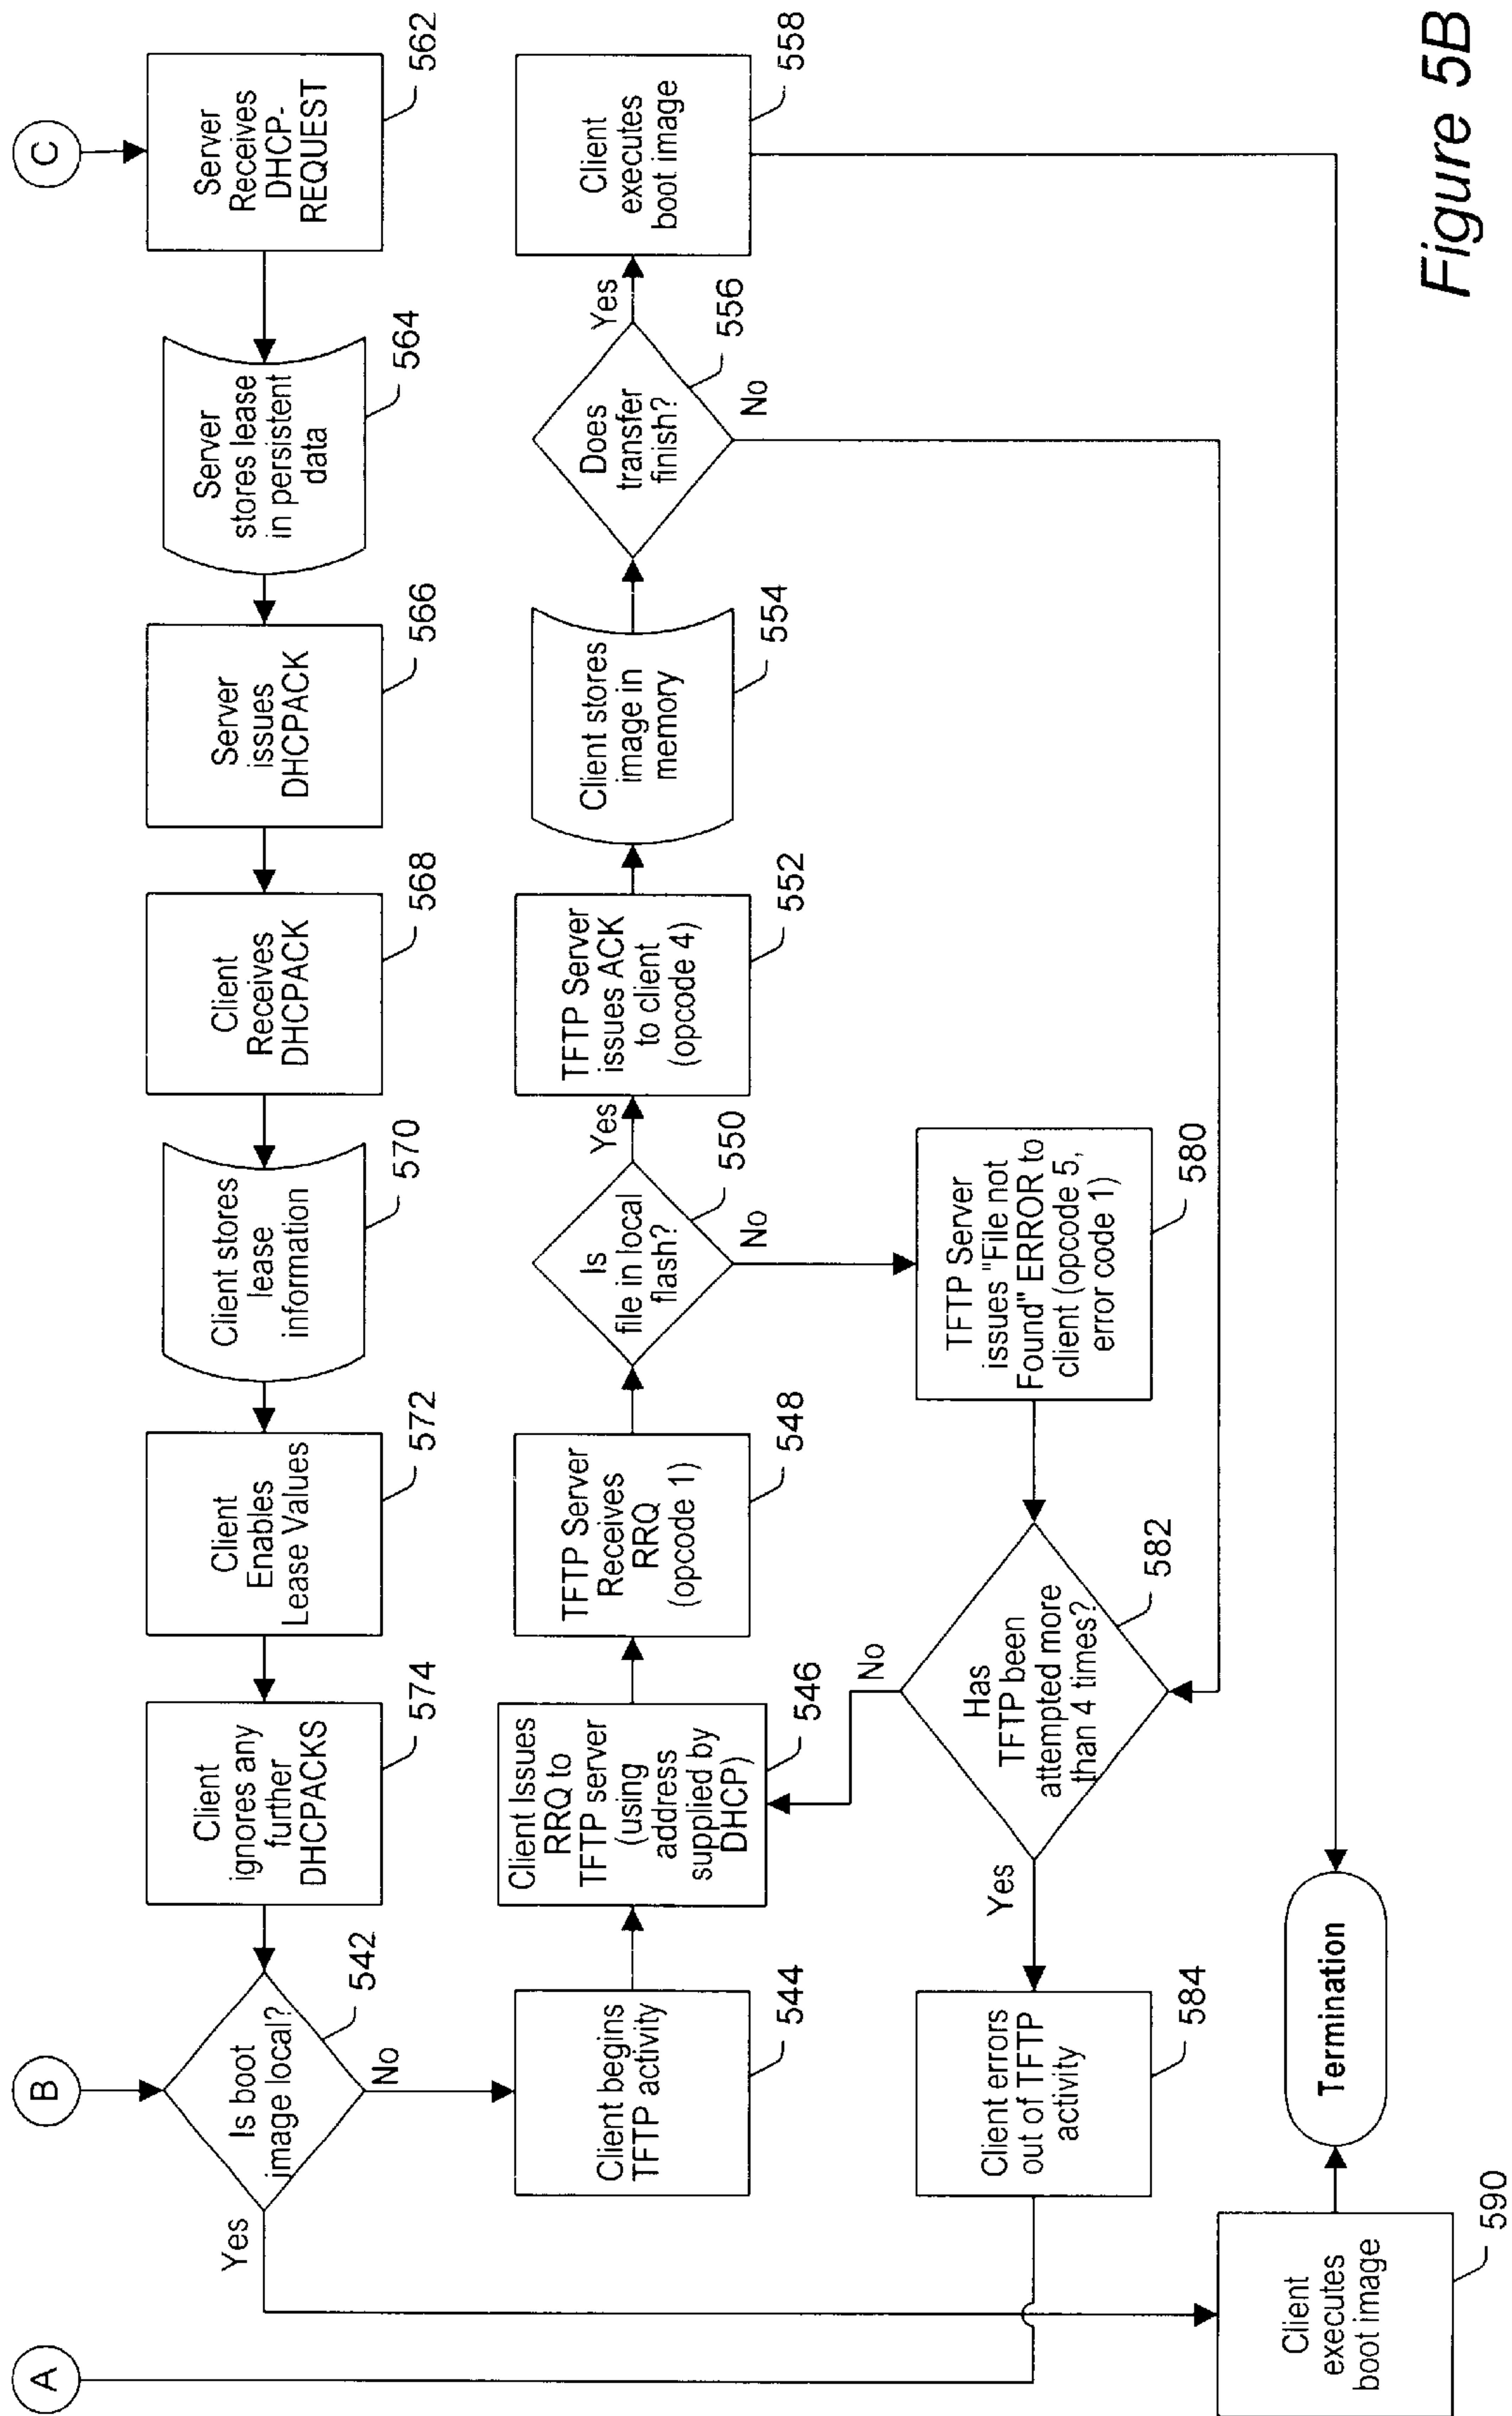 A
B
C
Server
Receives
DHCP-
REQUEST
562
Server
stores lease
in persistent
data
564
Server
issues
DHCPACK
566
Client
Receives
DHCPACK
568
Client stores
lease
information
570
Client
Enables
Lease Values
572
Client
ignores any
further
DHCPACKS
574
Is boot
image local?
542
Yes
No
Client begins
TFTP activity
544
Client Issues
RRQ to
TFTP server
(using
address
supplied by
DHCP)
546
TFTP Server
Receives
RRQ
(opcode 1)
548
Is
file in local
flash?
550
Yes
No
TFTP Server
issues ACK
to client
(opcode 4)
552
Client stores
image in
memory
554
Does
transfer
finish?
556
Yes
No
Client
executes
boot image
558
TFTP Server
issues "File not
Found" ERROR to
client (opcode 5,
error code 1)
580
Has
TFTP been
attempted more
than 4 times?
582
No
Yes
Client errors
out of TFTP
activity
584
Client
executes
boot image
590
Termination
Figure 5B